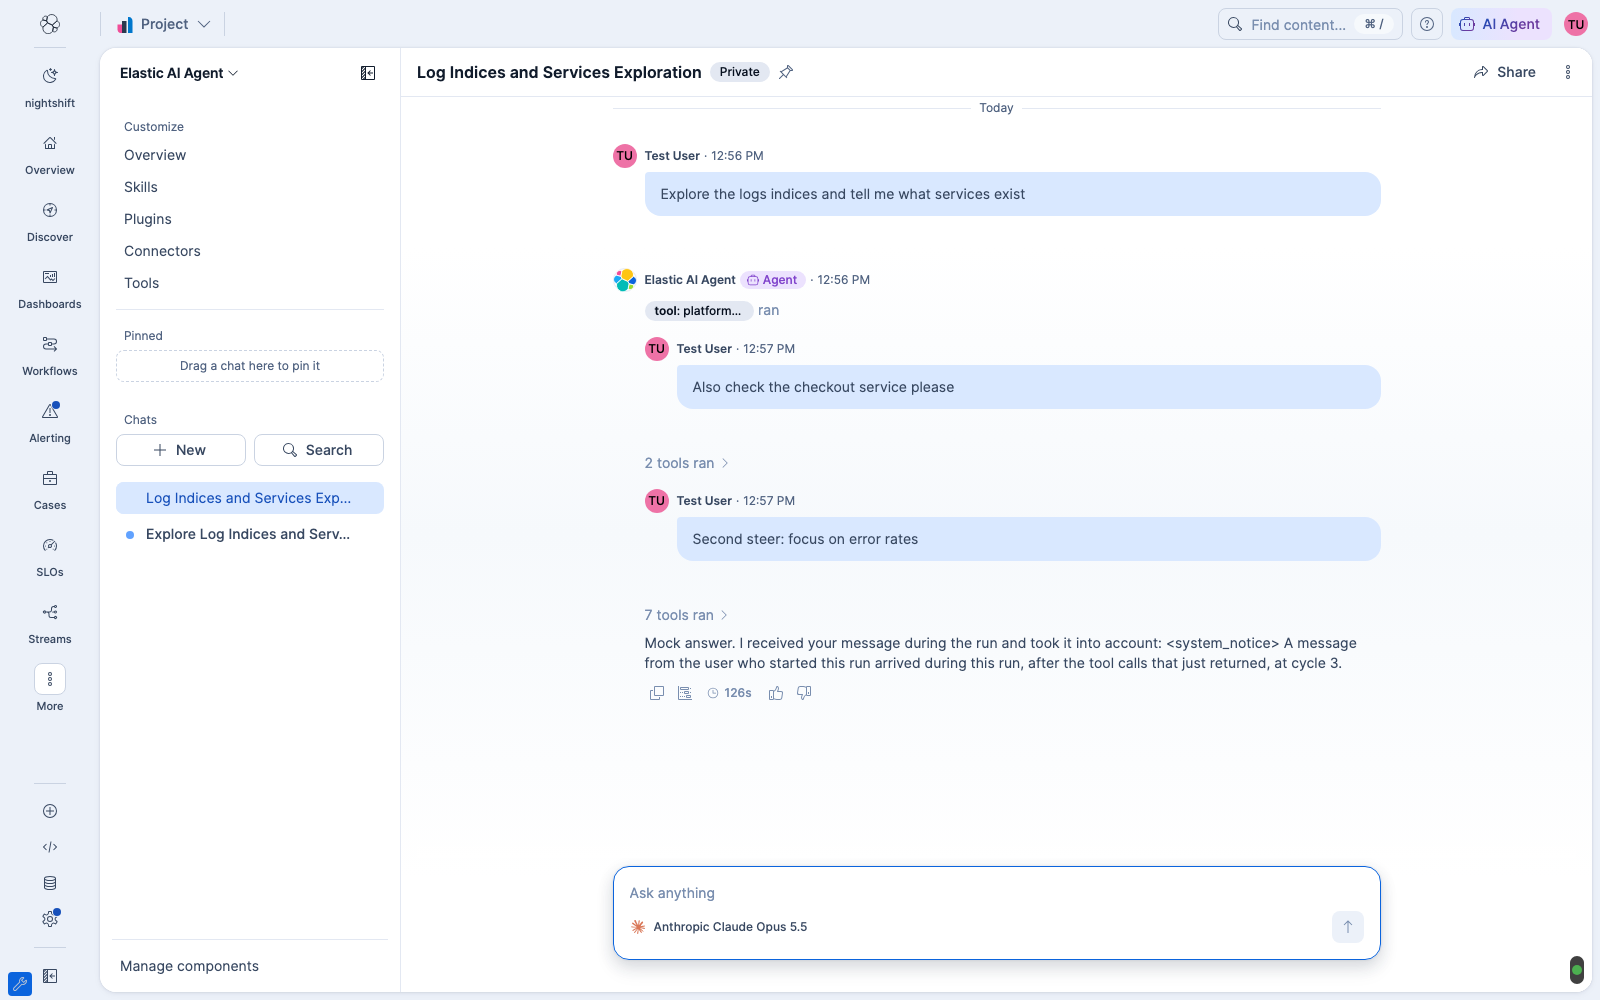 Project
Find content...
⌘ /
AI Agent
TU
nightshift
Overview
Discover
Dashboards
Workflows
Alerting
Cases
SLOs
Streams
More
Elastic AI Agent
Customize
Overview
Skills
Plugins
Connectors
Tools
Pinned
Drag a chat here to pin it
Chats
New
Search
Log Indices and Services Exp...
Explore Log Indices and Serv...
Manage components
Log Indices and Services Exploration
Private
Share
Today
TU
Test User · 12:56 PM
Explore the logs indices and tell me what services exist
Elastic AI Agent Agent · 12:56 PM
tool: platform... ran
TU
Test User · 12:57 PM
Also check the checkout service please
2 tools ran
TU
Test User · 12:57 PM
Second steer: focus on error rates
7 tools ran
Mock answer. I received your message during the run and took it into account: <system_notice> A message
from the user who started this run arrived during this run, after the tool calls that just returned, at cycle 3.
126s
Ask anything
Anthropic Claude Opus 5.5